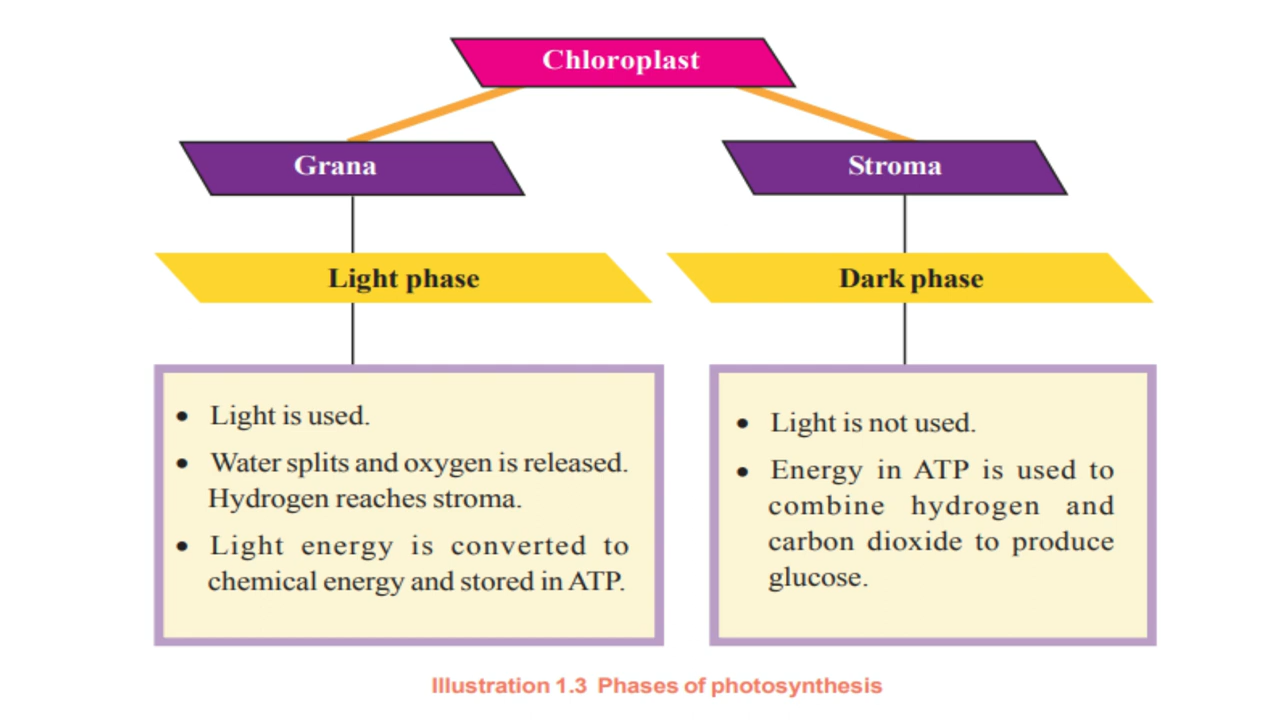 Chloroplast
Grana
Stroma
Light phase
Dark phase
• Light is used.
• Water splits and oxygen is released.
Hydrogen reaches stroma.
• Light energy is converted to
chemical energy and stored in ATP.
• Light is not used.
• Energy in ATP is used to
combine hydrogen and
carbon dioxide to produce
glucose.
Illustration 1.3 Phases of photosynthesis